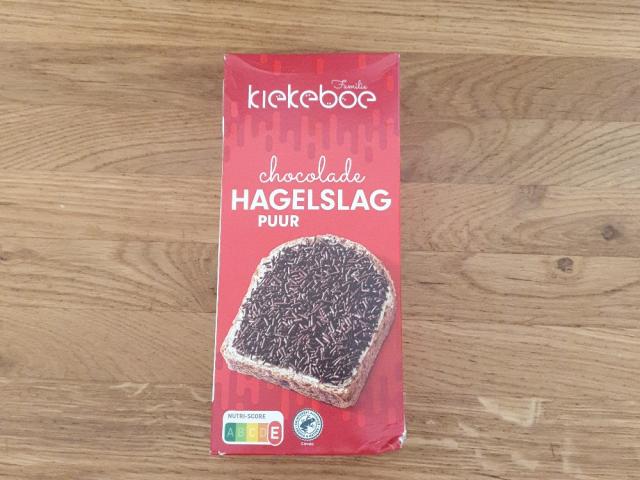 Familie
kiekeboe
chocolade
HAGELSLAG
PUUR
NUTRI-SCORE
A B C D E